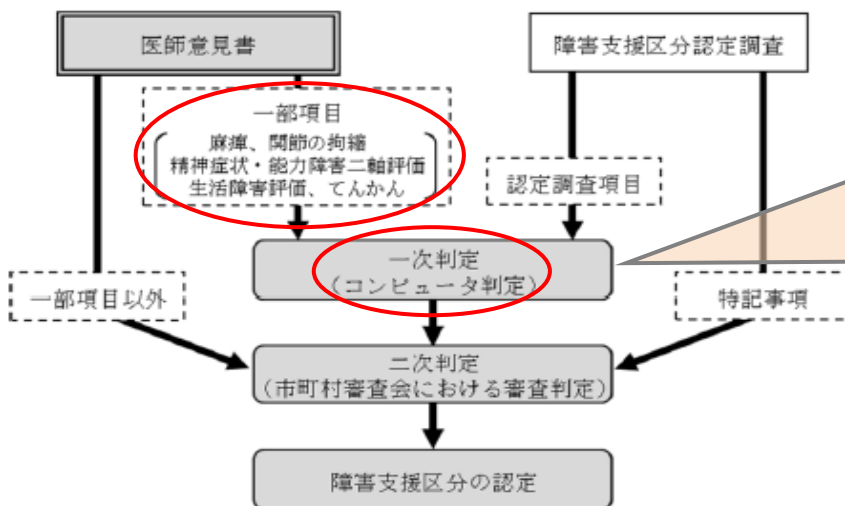 医師意見書
障害支援区分認定調査
一部項目
麻痺、関節の拘縮
精神症状・能力障害二軸評価
生活障害評価、てんかん
認定調査項目
一次判定
（コンピュータ判定）
一部項目以外
特記事項
二次判定
（市町村審査会における審査判定）
障害支援区分の認定